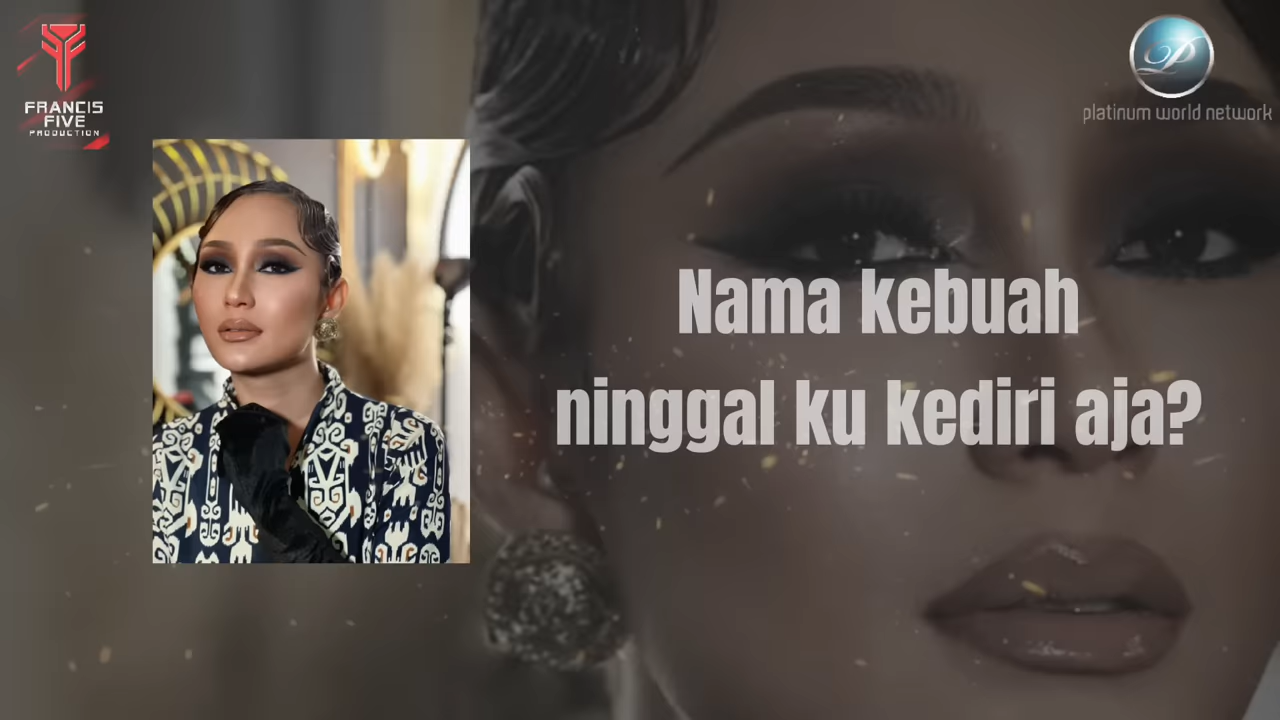 FRANCIS
FIVE
PRODUCTION
platinum world network
Nama kebuah
ninggal ku kediri aja?